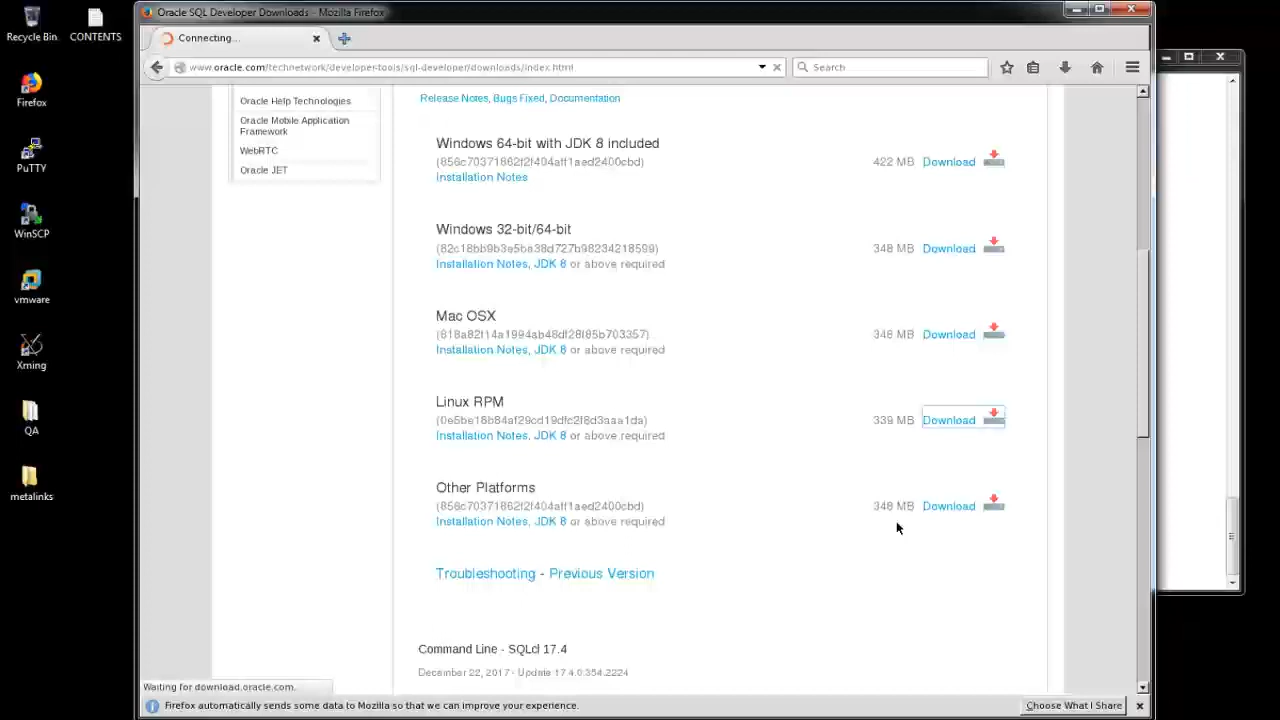 Oracle SQL Developer Downloads - Mozilla Firefox
Recycle Bin
CONTENTS
Firefox
PuTTY
WinSCP
vmware
Xming
QA
metalinks
Connecting...
www.oracle.com/technetwork/developer-tools/sql-developer/downloads/index.html
Search
Oracle Help Technologies
Oracle Mobile Application
Framework
WebRTC
Oracle JET
Release Notes, Bugs Fixed, Documentation
Windows 64-bit with JDK 8 included
(856c70371862f2f404aff1aed2400cbd) 422 MB Download
Installation Notes
Windows 32-bit/64-bit
(82c18bb9b3e5ba38d727b98234218599) 348 MB Download
Installation Notes, JDK 8 or above required
Mac OSX
(818a82f14a1994ab48df28f85b703357) 348 MB Download
Installation Notes, JDK 8 or above required
Linux RPM
(0e5be18b84af29cd19dfc2f8d3aaa1da) 339 MB Download
Installation Notes, JDK 8 or above required
Other Platforms
(856c70371862f2f404aff1aed2400cbd) 348 MB Download
Installation Notes, JDK 8 or above required
Troubleshooting - Previous Version
Command Line - SQLcl 17.4
December 22, 2017 - Update 17.4.0.354.2224
Waiting for download.oracle.com.
Firefox automatically sends some data to Mozilla so that we can improve your experience.
Choose What I Share